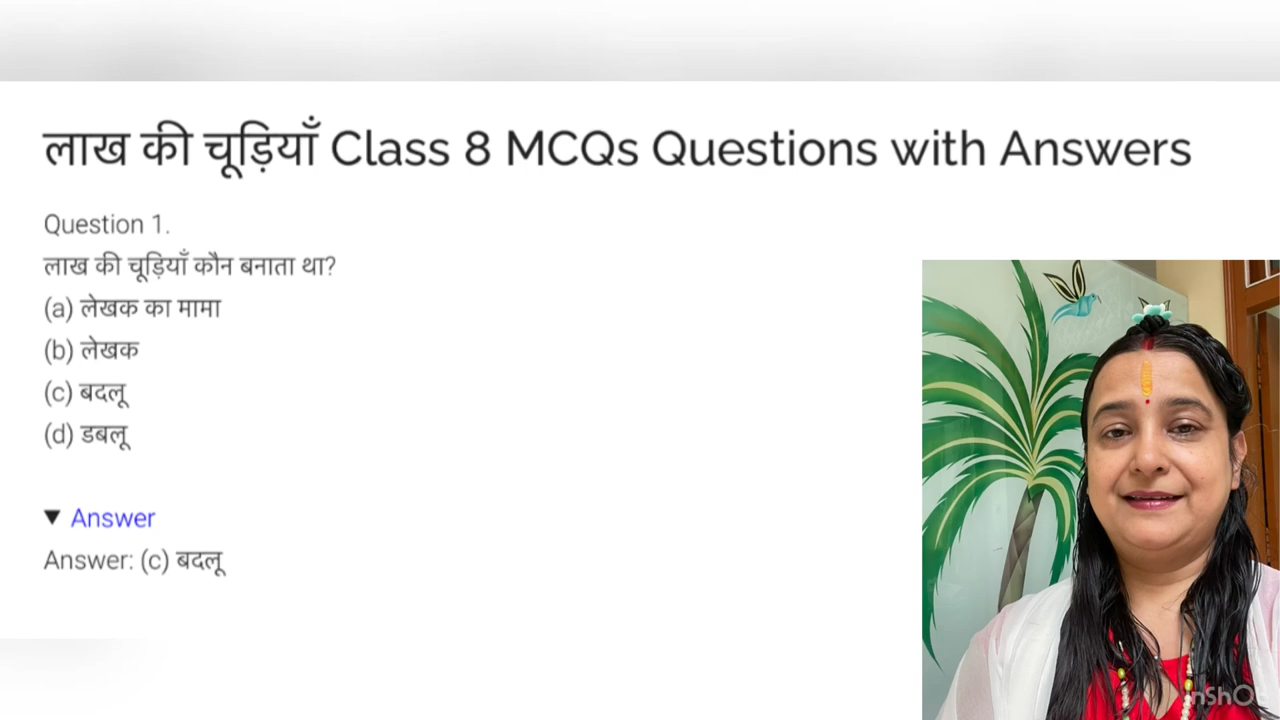 लाख की चूड़ियाँ Class 8 MCQs Questions with Answers
Question 1.
लाख की चूड़ियाँ कौन बनाता था?
(a) लेखक का मामा
(b) लेखक
(c) बदलू
(d) डबलू
▼ Answer
Answer: (c) बदलू